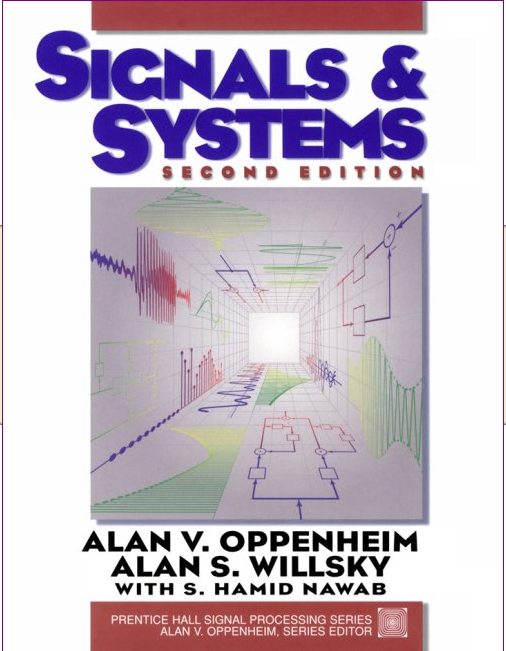 SIGNALS &
SYSTEMS
SECOND EDITION
ALAN V. OPPENHEIM
ALAN S. WILLSKY
WITH S. HAMID NAWAB
PRENTICE HALL SIGNAL PROCESSING SERIES
ALAN V. OPPENHEIM, SERIES EDITOR